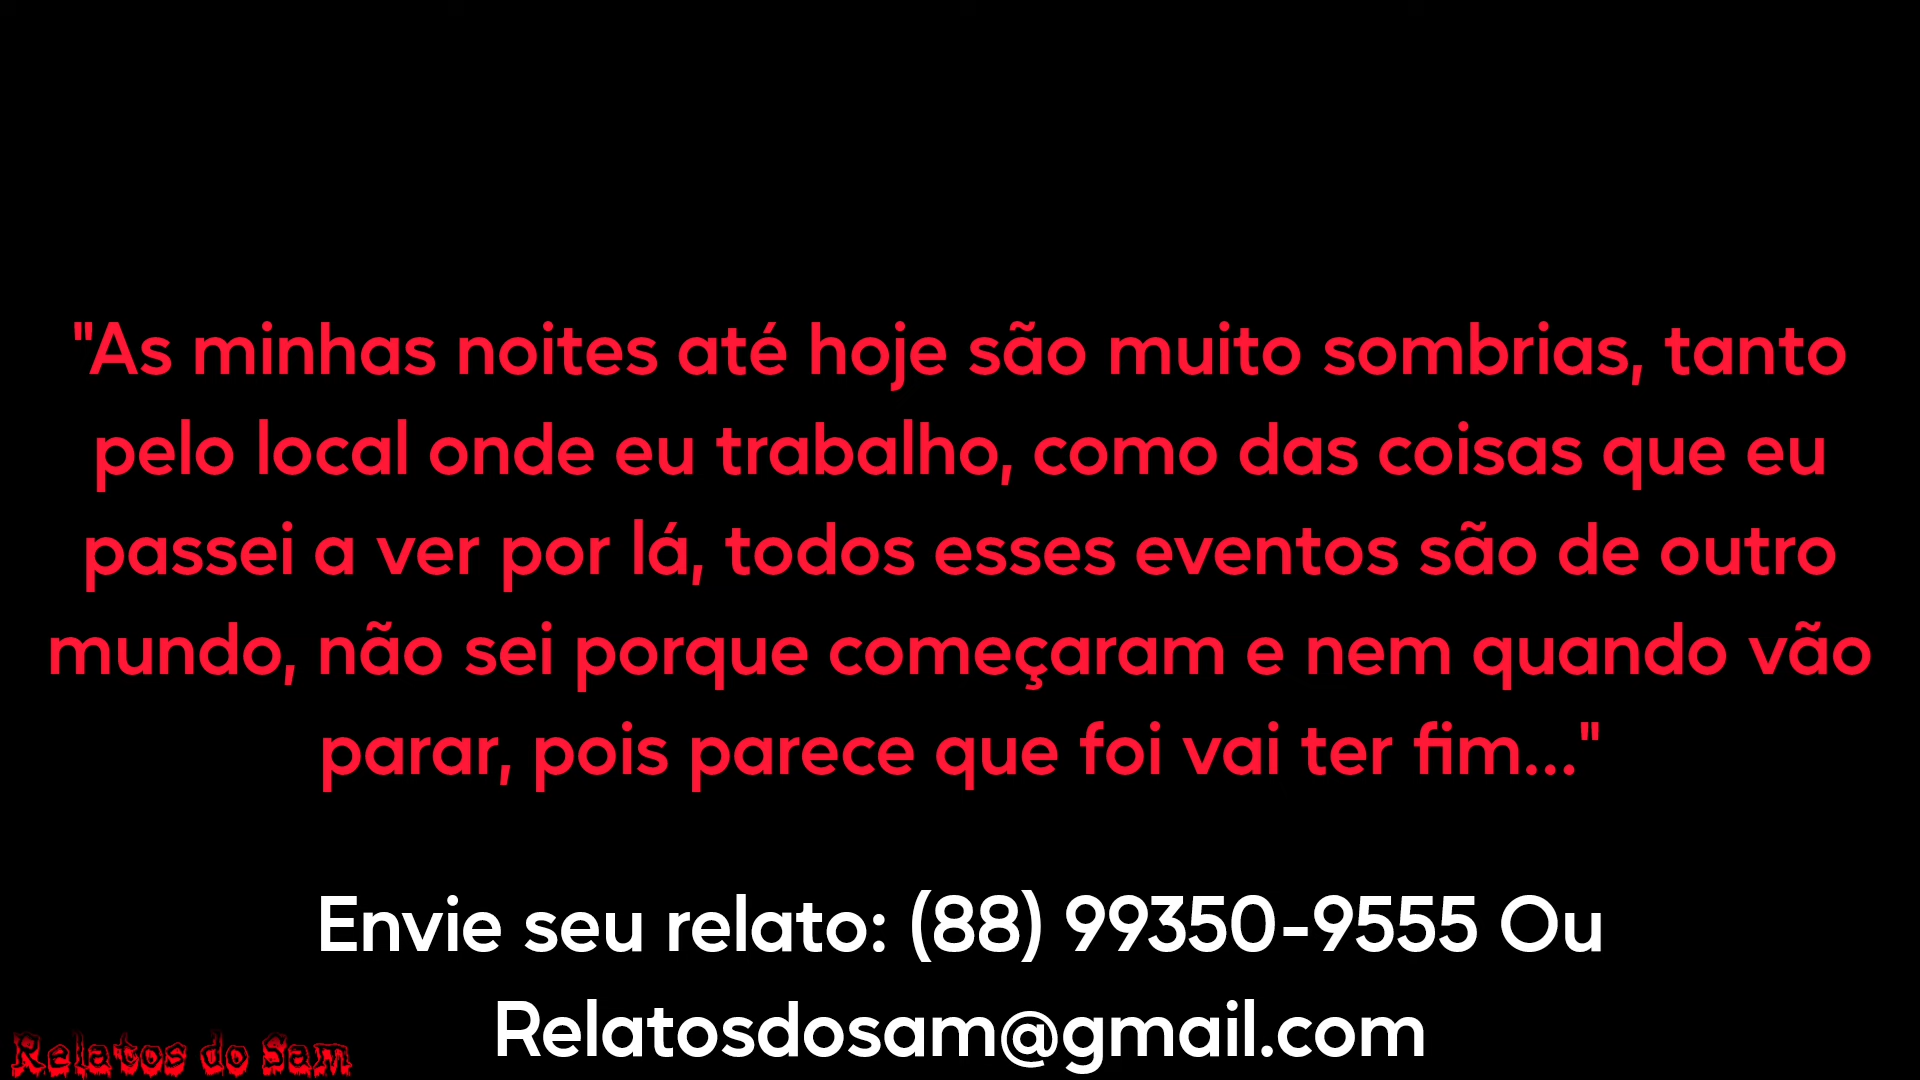 "As minhas noites até hoje são muito sombrias, tanto
pelo local onde eu trabalho, como das coisas que eu
passei a ver por lá, todos esses eventos são de outro
mundo, não sei porque começaram e nem quando vão
parar, pois parece que foi vai ter fim..."
Envie seu relato: (88) 99350-9555 Ou
Relatosdosam@gmail.com
Relatos do Sam